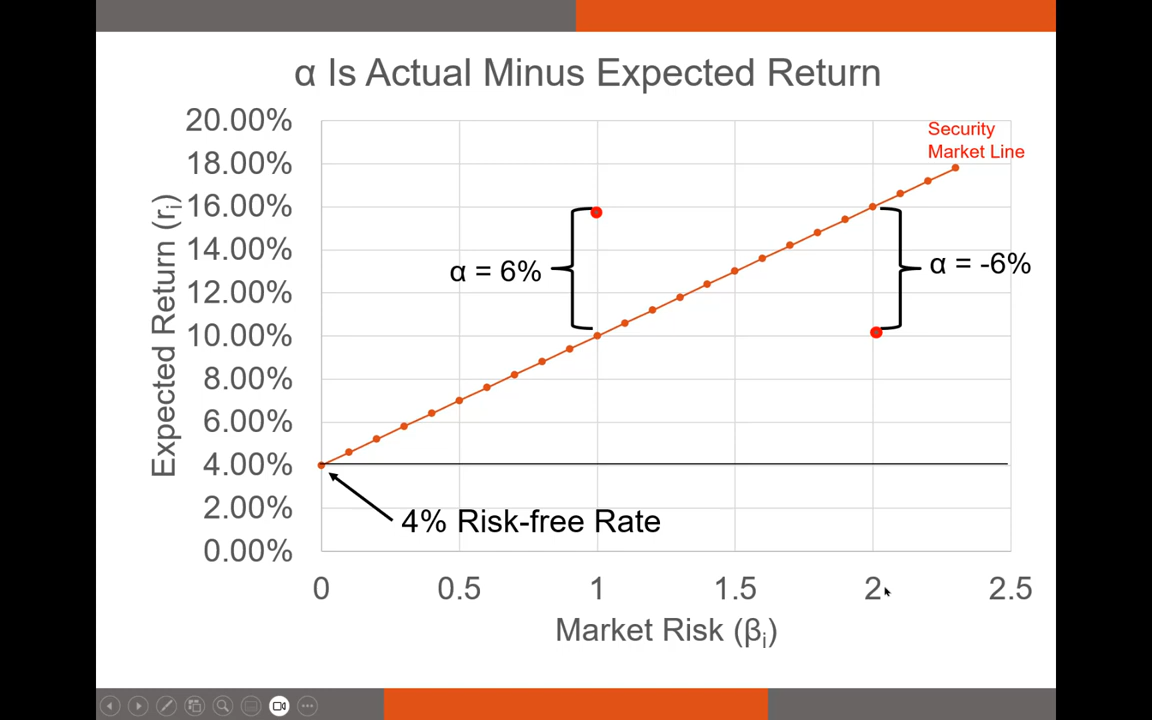 α Is Actual Minus Expected Return
20.00%
18.00%
16.00%
14.00%
12.00%
10.00%
8.00%
6.00%
4.00%
2.00%
0.00%
Expected Return (rᵢ)
Security
Market Line
α = 6%
α = -6%
4% Risk-free Rate
0 0.5 1 1.5 2 2.5
Market Risk (βᵢ)